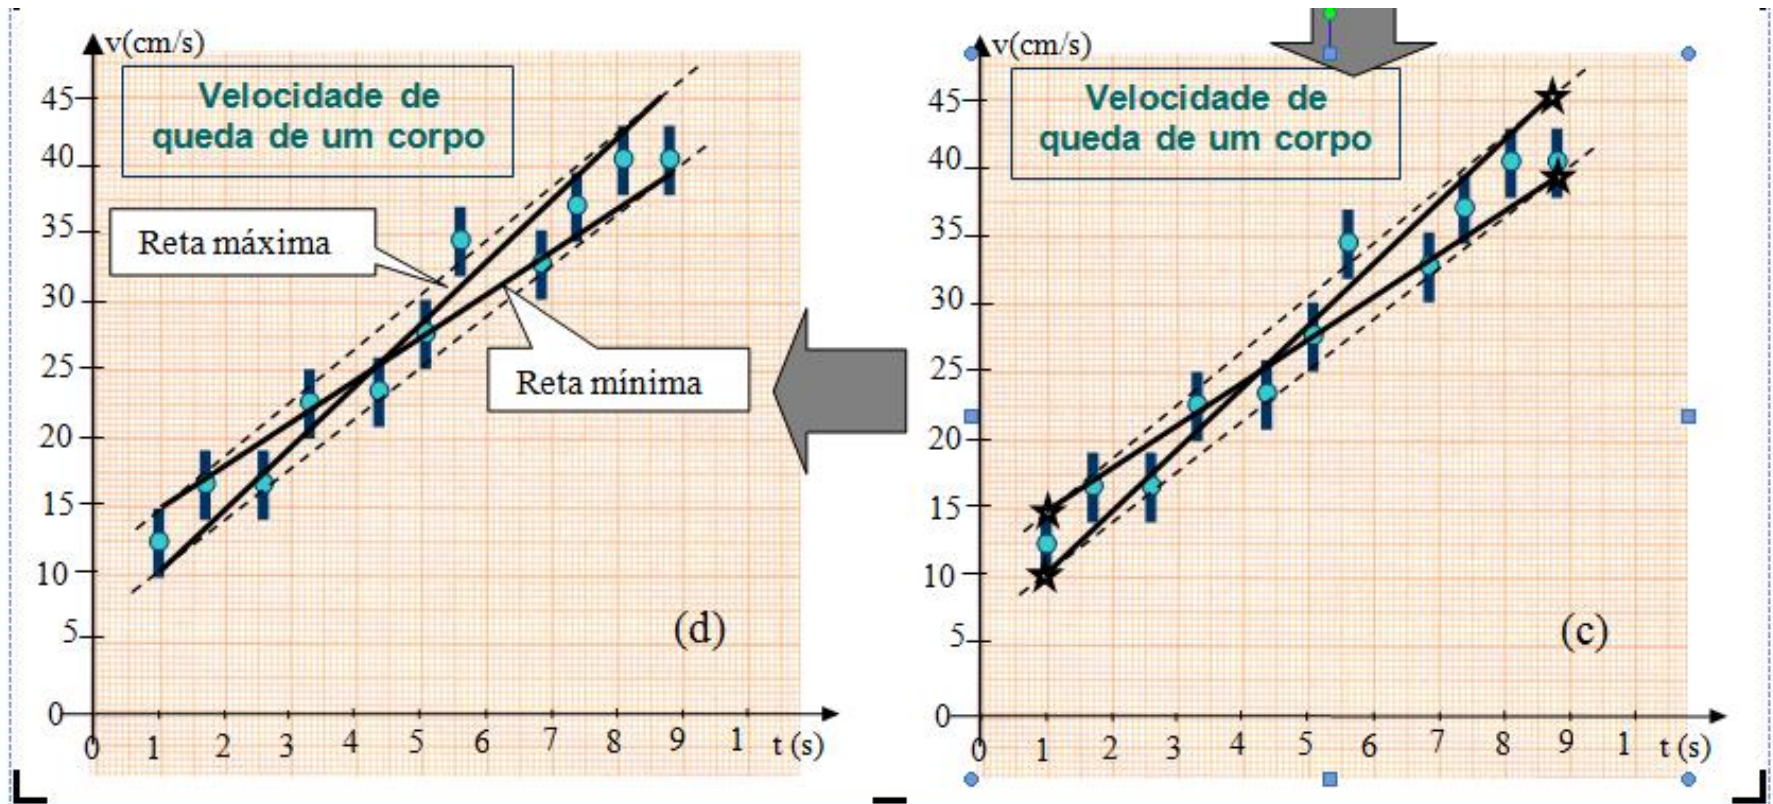 v(cm/s)
Velocidade de
queda de um corpo
45
40
35
30
25
20
15
10
5
0
Reta máxima
Reta mínima
(d)
0 1 2 3 4 5 6 7 8 9 1 t (s)
v(cm/s)
Velocidade de
queda de um corpo
45
40
35
30
25
20
15
10
5
0
(c)
0 1 2 3 4 5 6 7 8 9 1 t (s)